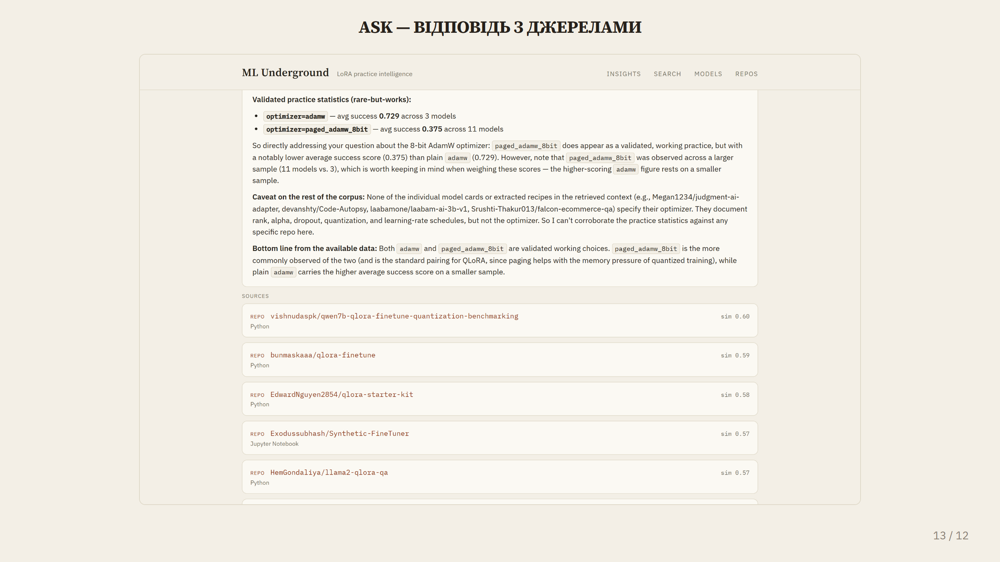 ASK — ВІДПОВІДЬ З ДЖЕРЕЛАМИ
ML Underground LoRA practice intelligence INSIGHTS SEARCH MODELS REPOS
Validated practice statistics (rare-but-works):
• optimizer=adamw — avg success 0.729 across 3 models
• optimizer=paged_adamw_8bit — avg success 0.375 across 11 models
So directly addressing your question about the 8-bit AdamW optimizer: paged_adamw_8bit does appear as a validated, working practice, but with
a notably lower average success score (0.375) than plain adamw (0.729). However, note that paged_adamw_8bit was observed across a larger
sample (11 models vs. 3), which is worth keeping in mind when weighing these scores — the higher-scoring adamw figure rests on a smaller
sample.
Caveat on the rest of the corpus: None of the individual model cards or extracted recipes in the retrieved context (e.g., Megan1234/judgment-ai-
adapter, devanshty/Code-Autopsy, laabamone/laabam-ai-3b-v1, Srushti-Thakur013/falcon-ecommerce-qa) specify their optimizer. They document
rank, alpha, dropout, quantization, and learning-rate schedules, but not the optimizer. So I can't corroborate the practice statistics against any
specific repo here.
Bottom line from the available data: Both adamw and paged_adamw_8bit are validated working choices. paged_adamw_8bit is the more
commonly observed of the two (and is the standard pairing for QLoRA, since paging helps with the memory pressure of quantized training), while
plain adamw carries the higher average success score on a smaller sample.
SOURCES
REPO vishnudaspk/qwen7b-qlora-finetune-quantization-benchmarking sim 0.60
Python
REPO bunmaskaaa/qlora-finetune sim 0.59
Python
REPO EdwardNguyen2854/qlora-starter-kit sim 0.58
Python
REPO Exodussubhash/Synthetic-FineTuner sim 0.57
Jupyter Notebook
REPO HemGondaliya/llama2-qlora-qa sim 0.57
Python
13 / 12